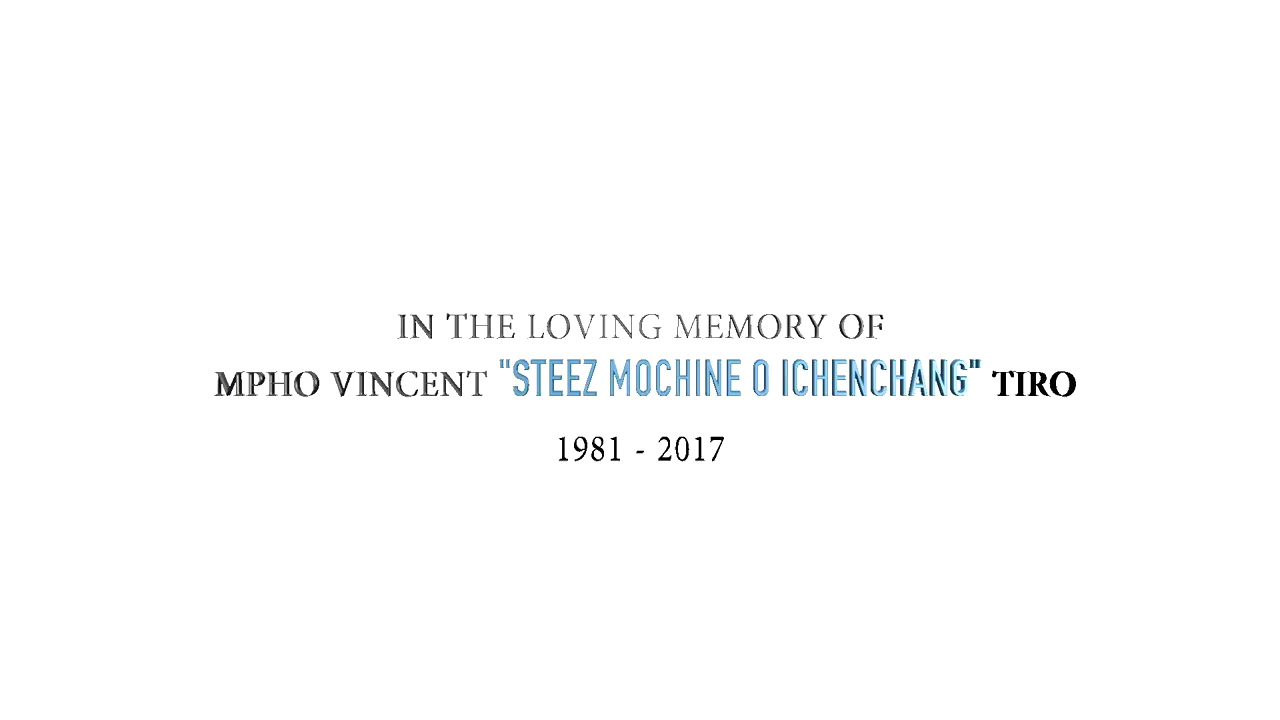 IN THE LOVING MEMORY OF
MPHO VINCENT "STEEZ MOCHINE O ICHENCHANG" TIRO
1981 - 2017